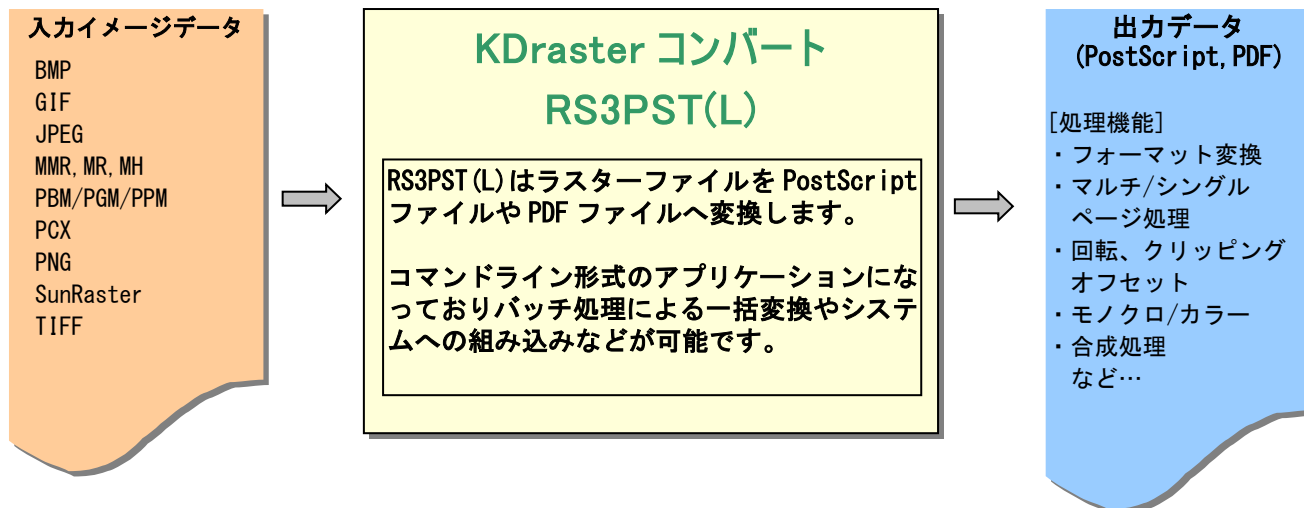 入力イメージデータ
BMP
GIF
JPEG
MMR, MR, MH
PBM/PGM/PPM
PCX
PNG
SunRaster
TIFF
KDraster コンバート
RS3PST(L)
RS3PST(L)はラスターファイルを PostScript
ファイルや PDF ファイルへ変換します。
コマンドライン形式のアプリケーションにな
っておりバッチ処理による一括変換やシステ
ムへの組み込みなどが可能です。
出力データ
(PostScript, PDF)
[処理機能]
・フォーマット変換
・マルチ/シングル
ページ処理
・回転、クリッピング
オフセット
・モノクロ/カラー
・合成処理
など…